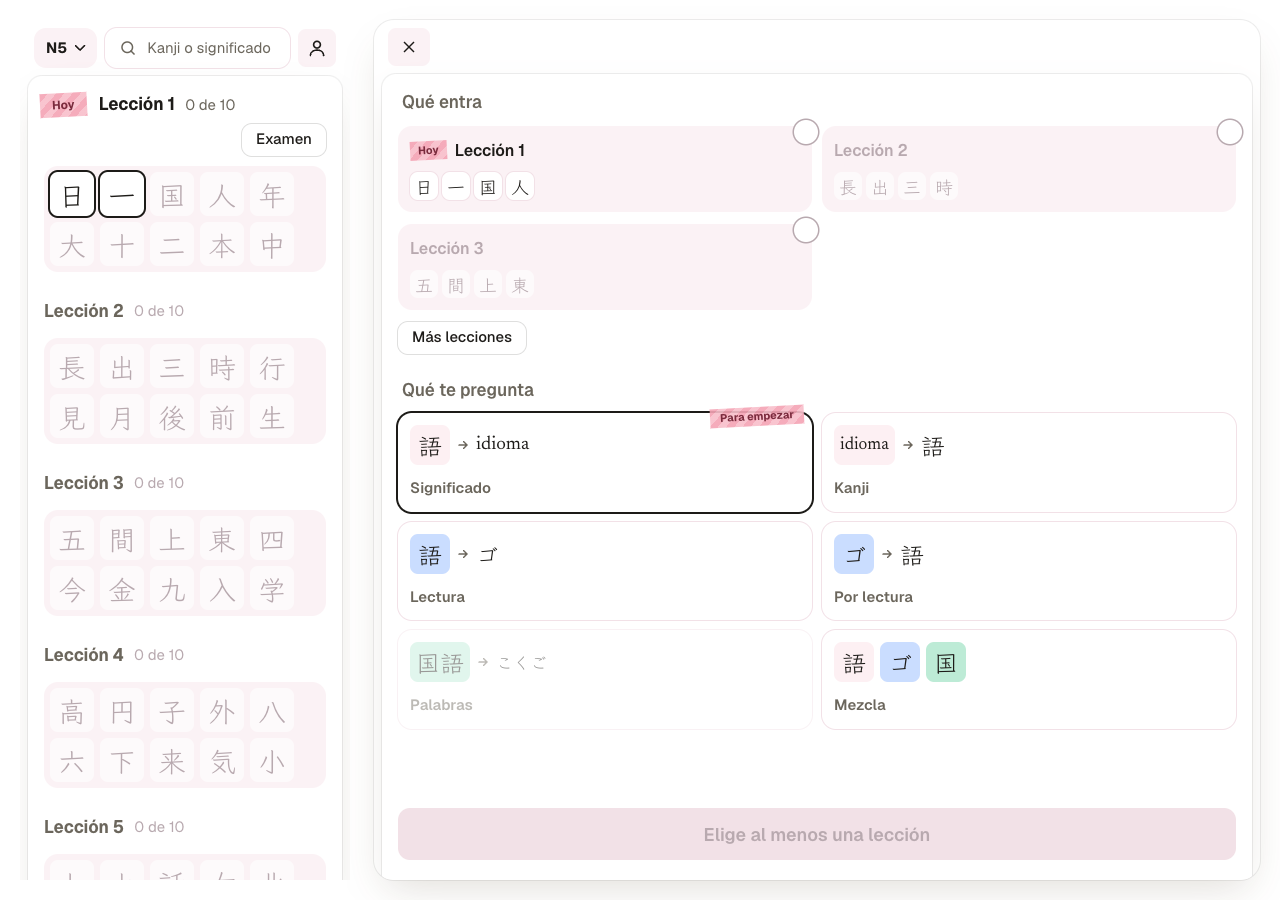 N5
Kanji o significado
Hoy Lección 1 0 de 10
Examen
日 一 国 人 年
大 十 二 本 中
Lección 2 0 de 10
長 出 三 時 行
見 月 後 前 生
Lección 3 0 de 10
五 間 上 東 四
今 金 九 入 学
Lección 4 0 de 10
高 円 子 外 八
六 下 来 気 小
Lección 5 0 de 10
Qué entra
Hoy Lección 1
日 一 国 人
Lección 2
長 出 三 時
Lección 3
五 間 上 東
Más lecciones
Qué te pregunta
Para empezar
語 → idioma
Significado
idioma → 語
Kanji
語 → ゴ
Lectura
ゴ → 語
Por lectura
国語 → こくご
Palabras
語 ゴ 国
Mezcla
Elige al menos una lección